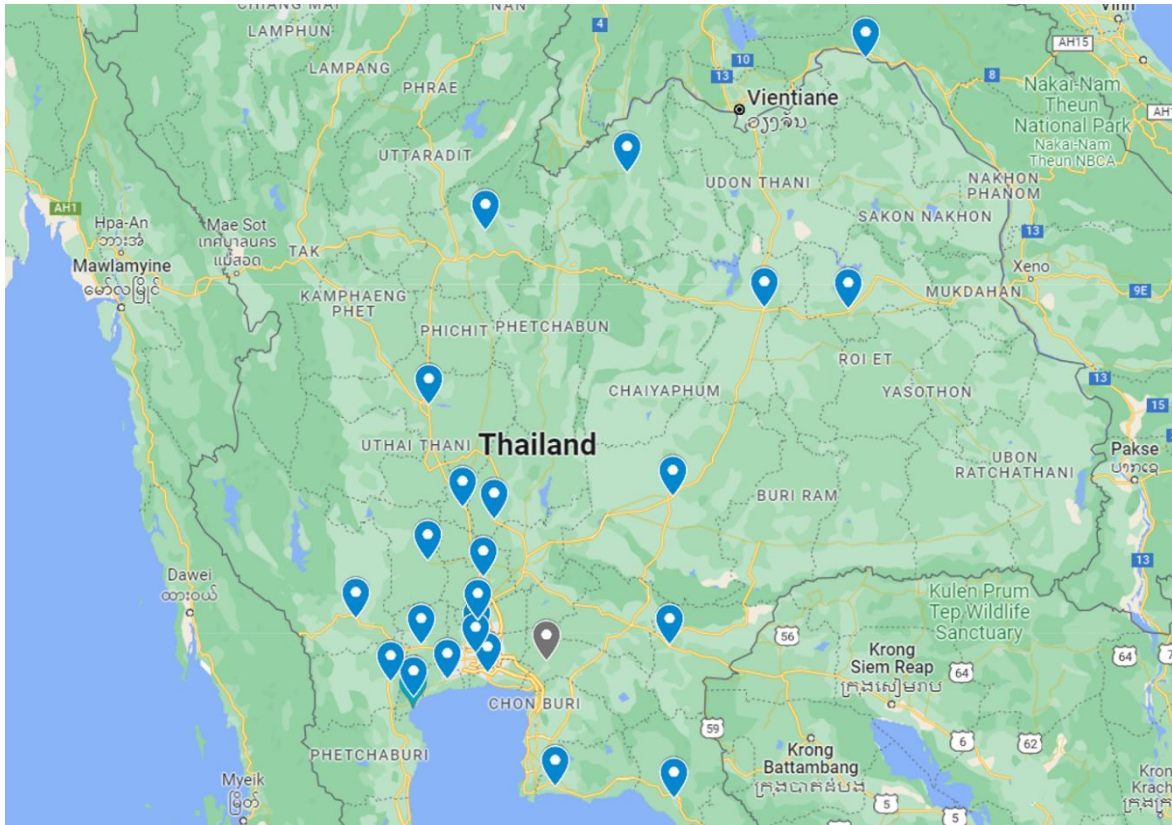 CHIANG MAI
NAN
LAMPHUN
4
Vinh
AH15
LAMPANG
10
13
8
PHRAE
Nakai-Nam
Theun
National Park
Nakai-Nam
Theun NBCA
Vientiane
ວຽງຈັນ
UTTARADIT
UDON THANI
NAKHON
PHANOM
AH1
Hpa-An
ဘားအံ
Mae Sot
เทศบาลนคร
แม่สอด
SAKON NAKHON
13
TAK
Mawlamyine
မော်လမြိုင်
Xeno
KAMPHAENG
PHET
MUKDAHAN
9E
PHICHIT
PHETCHABUN
ROI ET
13
CHAIYAPHUM
YASOTHON
15
UTHAI THANI
Thailand
UBON
RATCHATHANI
Pakse
ປາກເຊ
BURI RAM
13
Dawei
ထားဝယ်
Kulen Prum
Tep Wildlife
Sanctuary
56
Krong
Siem Reap
ក្រុងសៀមរាប
64
64
7
CHON BURI
59
6
62
PHETCHABURI
Krong
Battambang
ក្រុងបាត់ដំបង
Myeik
မြိတ်
5
5